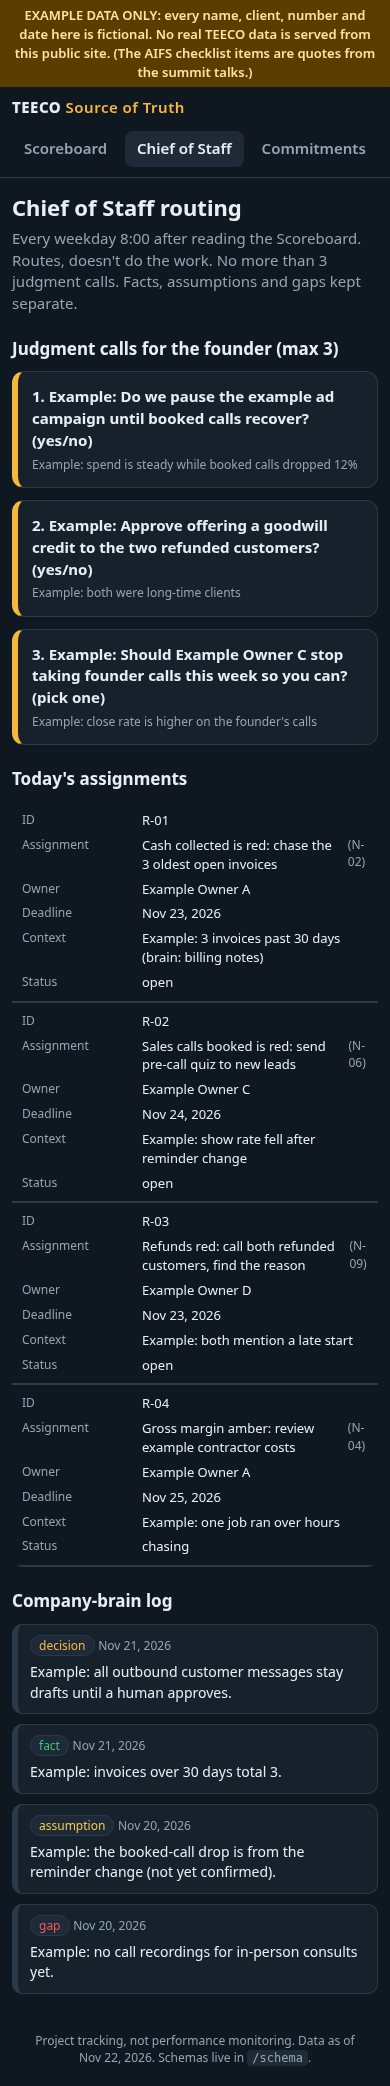 EXAMPLE DATA ONLY: every name, client, number and
date here is fictional. No real TEECO data is served from
this public site. (The AIFS checklist items are quotes from
the summit talks.)
TEECO Source of Truth
Scoreboard Chief of Staff Commitments
Chief of Staff routing
Every weekday 8:00 after reading the Scoreboard.
Routes, doesn't do the work. No more than 3
judgment calls. Facts, assumptions and gaps kept
separate.
Judgment calls for the founder (max 3)
1. Example: Do we pause the example ad
campaign until booked calls recover?
(yes/no)
Example: spend is steady while booked calls dropped 12%
2. Example: Approve offering a goodwill
credit to the two refunded customers?
(yes/no)
Example: both were long-time clients
3. Example: Should Example Owner C stop
taking founder calls this week so you can?
(pick one)
Example: close rate is higher on the founder's calls
Today's assignments
ID R-01
Assignment Cash collected is red: chase the (N-
3 oldest open invoices 02)
Owner Example Owner A
Deadline Nov 23, 2026
Context Example: 3 invoices past 30 days
(brain: billing notes)
Status open
ID R-02
Assignment Sales calls booked is red: send (N-
pre-call quiz to new leads 06)
Owner Example Owner C
Deadline Nov 24, 2026
Context Example: show rate fell after
reminder change
Status open
ID R-03
Assignment Refunds red: call both refunded (N-
customers, find the reason 09)
Owner Example Owner D
Deadline Nov 23, 2026
Context Example: both mention a late start
Status open
ID R-04
Assignment Gross margin amber: review (N-
example contractor costs 04)
Owner Example Owner A
Deadline Nov 25, 2026
Context Example: one job ran over hours
Status chasing
Company-brain log
decision Nov 21, 2026
Example: all outbound customer messages stay
drafts until a human approves.
fact Nov 21, 2026
Example: invoices over 30 days total 3.
assumption Nov 20, 2026
Example: the booked-call drop is from the
reminder change (not yet confirmed).
gap Nov 20, 2026
Example: no call recordings for in-person consults
yet.
Project tracking, not performance monitoring. Data as of
Nov 22, 2026. Schemas live in /schema.